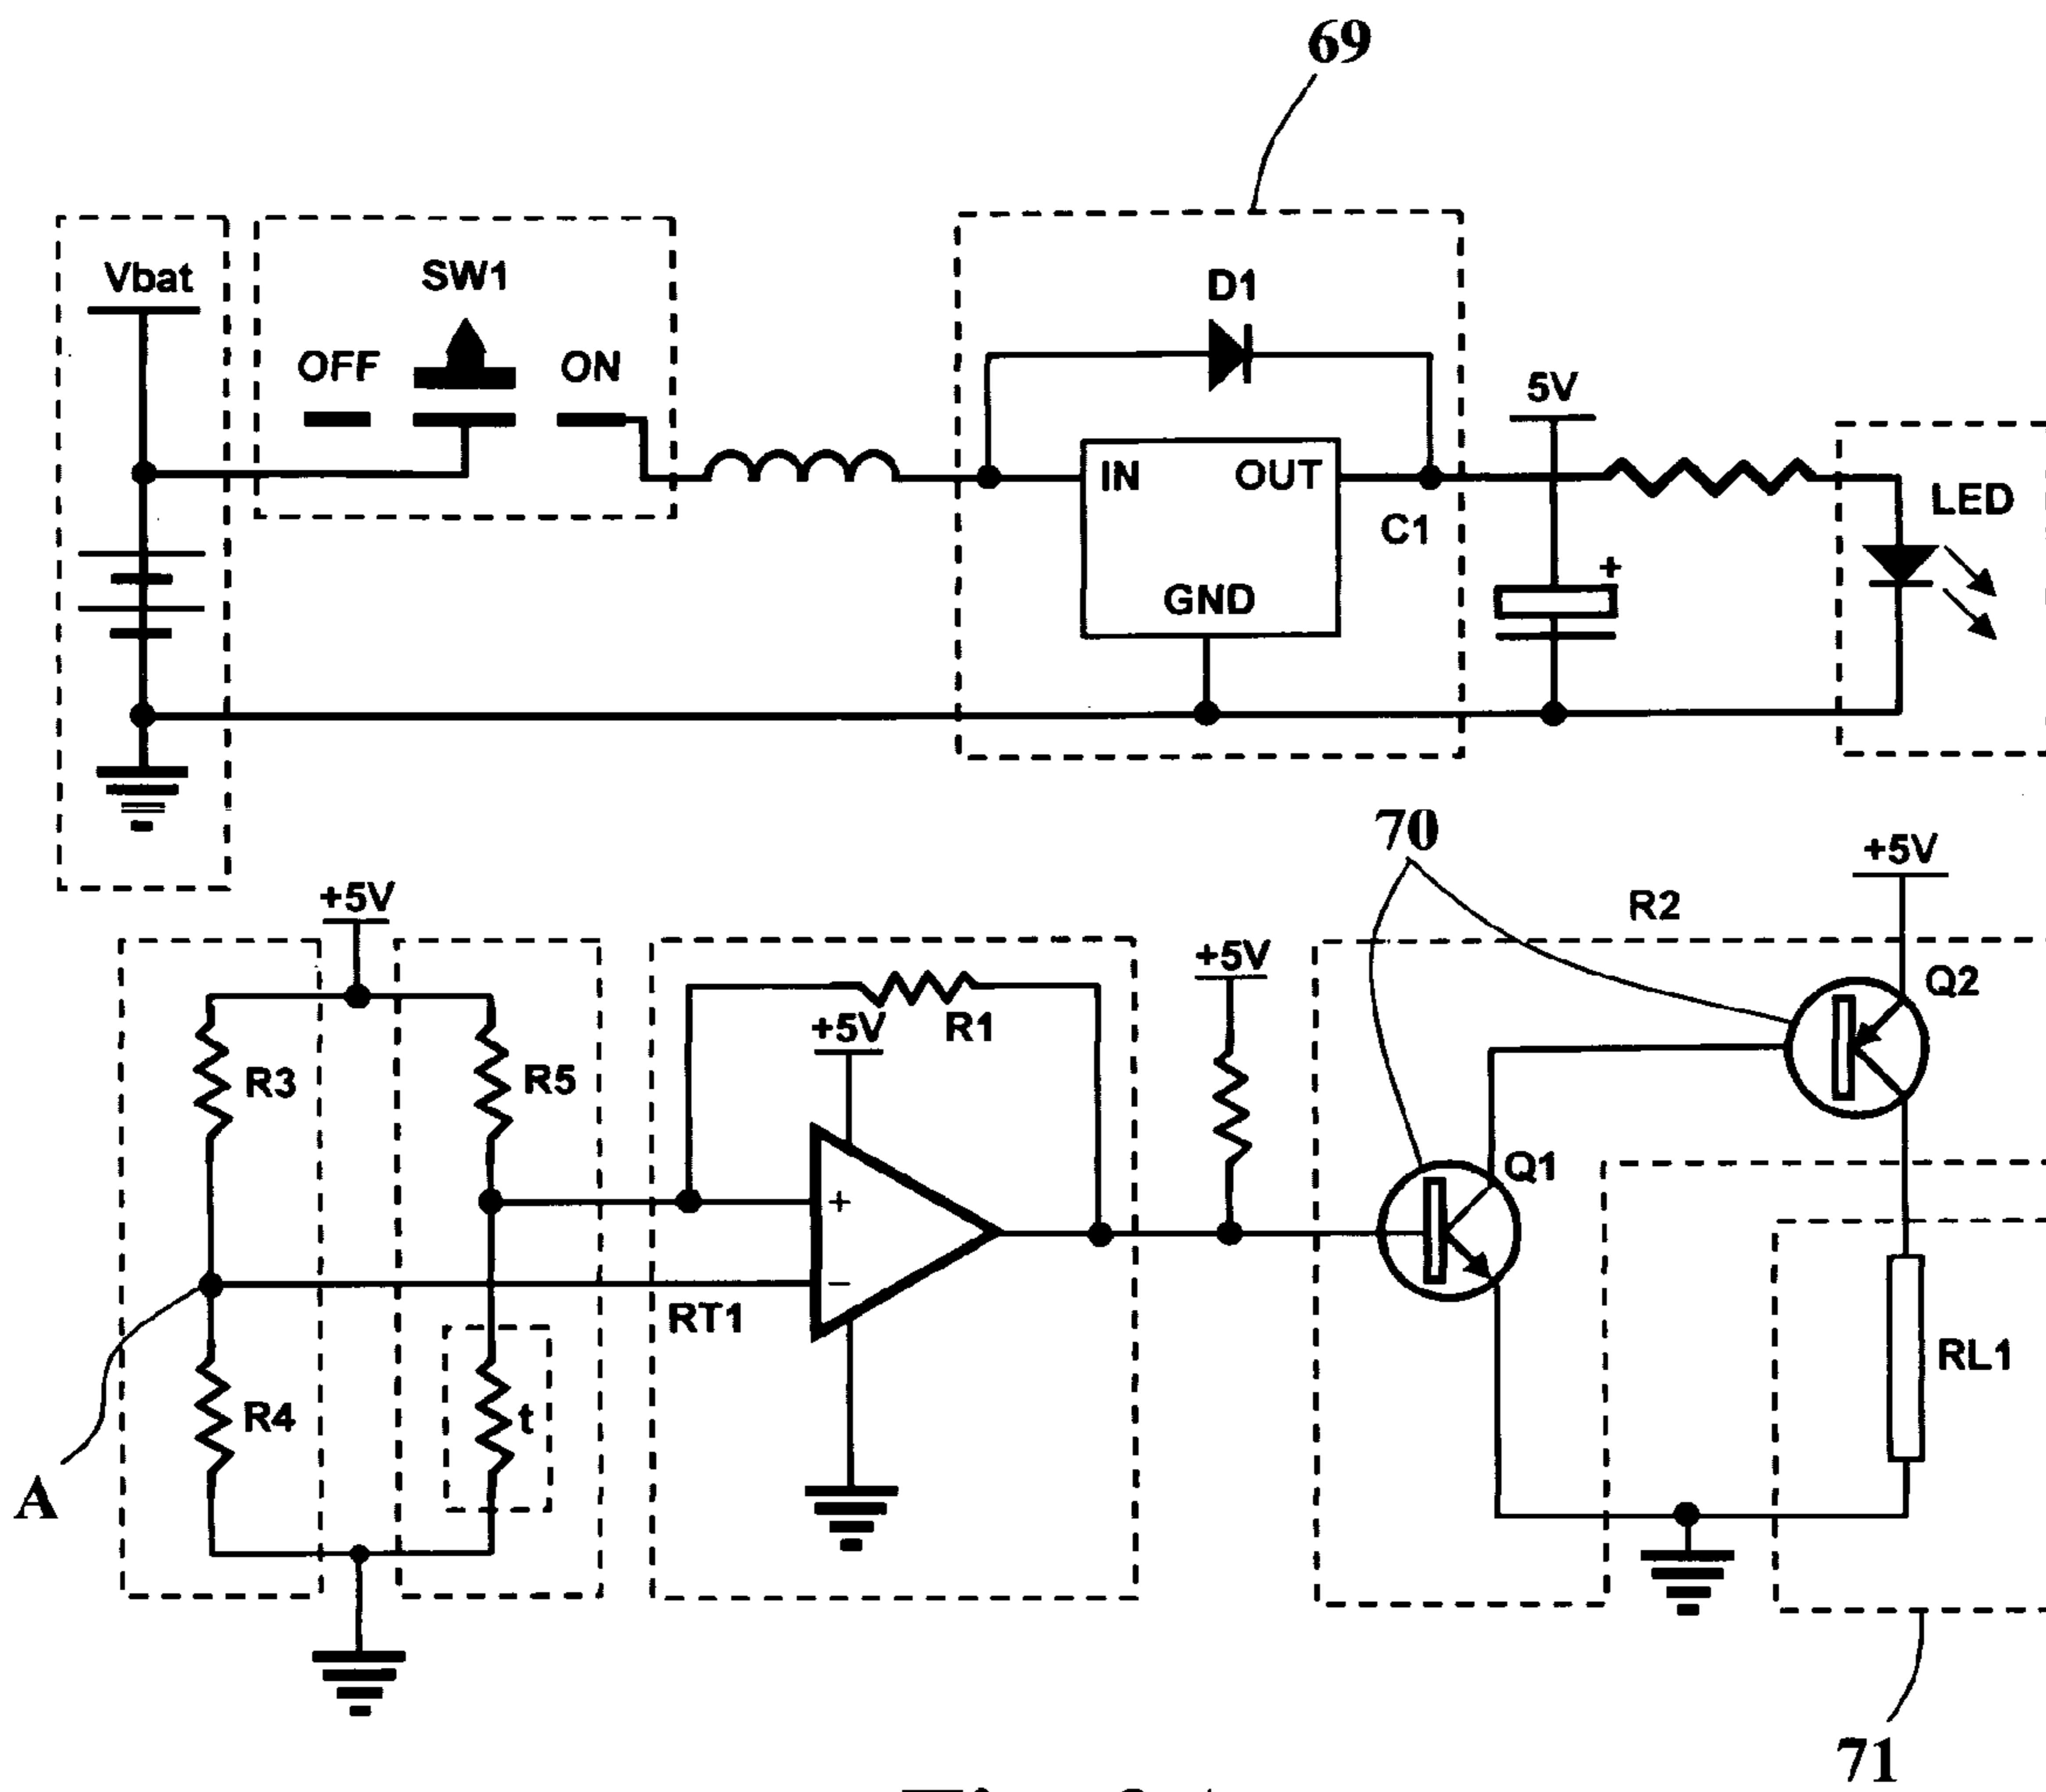 69
Vbat
SW1
OFF
ON
D1
5V
IN
OUT
LED
C1
+
GND
70
+5V
R2
+5V
+5V
Q2
R1
+5V
R3
R5
Q1
+
−
RT1
RL1
R4
t
A
71